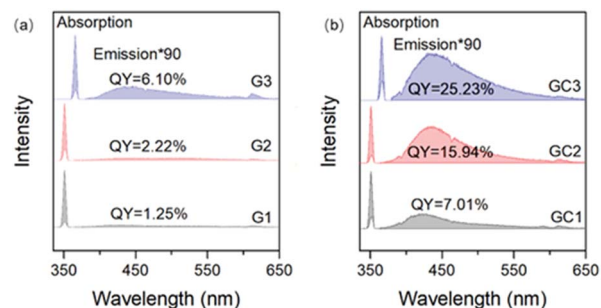 (a)
Absorption
Emission*90
QY=6.10%
G3
QY=2.22%
G2
QY=1.25%
G1
Intensity
350 450 550 650
Wavelength (nm)
(b)
Absorption
Emission*90
QY=25.23%
GC3
QY=15.94%
GC2
QY=7.01%
GC1
Intensity
350 450 550 650
Wavelength (nm)